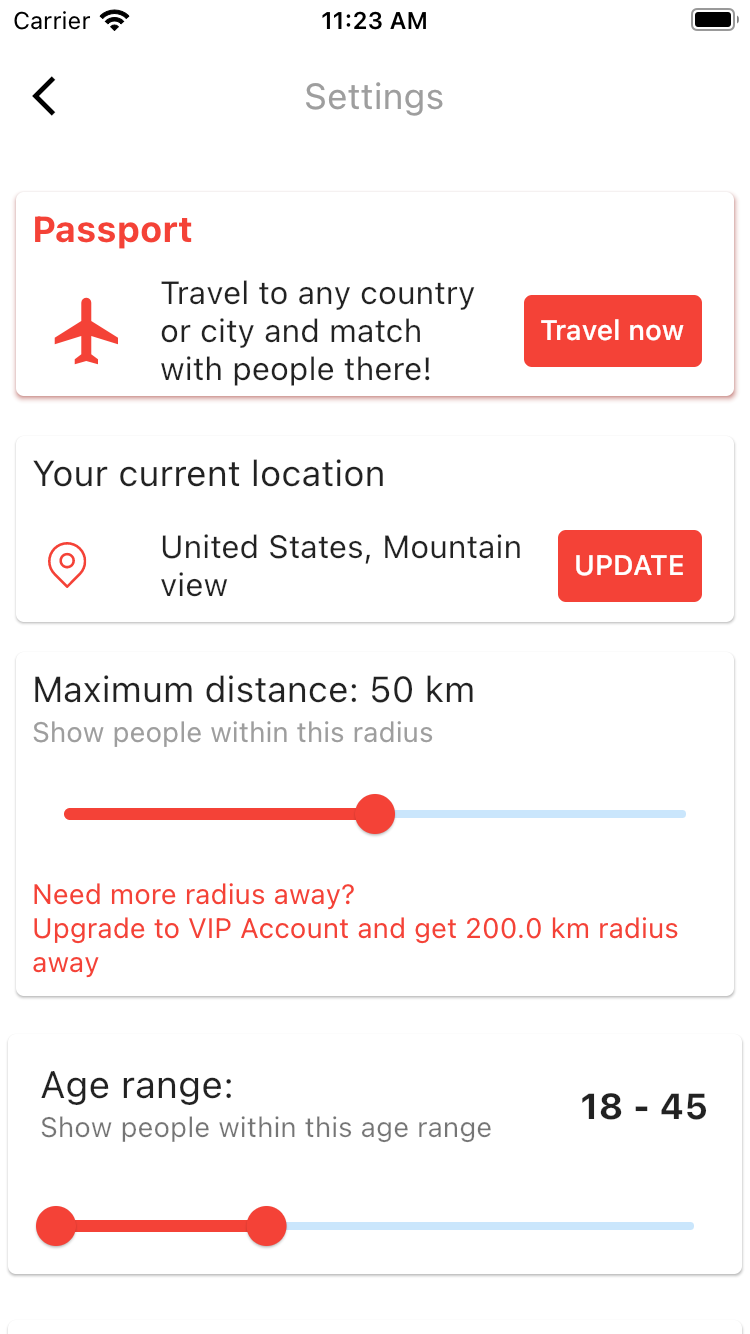 Carrier 11:23 AM
Settings
Passport
Travel to any country
or city and match
with people there!
Travel now
Your current location
United States, Mountain
view
UPDATE
Maximum distance: 50 km
Show people within this radius
Need more radius away?
Upgrade to VIP Account and get 200.0 km radius
away
Age range:
Show people within this age range
18 - 45